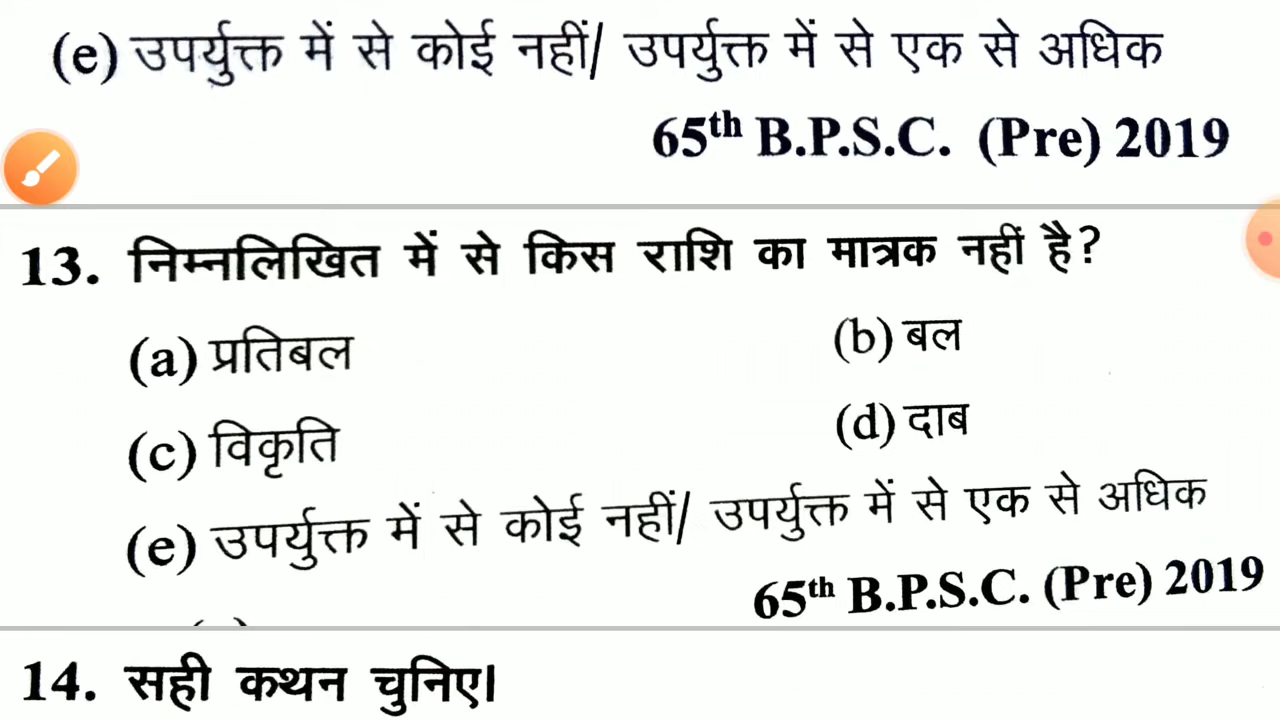 (e) उपर्युक्त में से कोई नहीं/ उपर्युक्त में से एक से अधिक
65th B.P.S.C. (Pre) 2019
13. निम्नलिखित में से किस राशि का मात्रक नहीं है?
(a) प्रतिबल (b) बल
(c) विकृति (d) दाब
(e) उपर्युक्त में से कोई नहीं/ उपर्युक्त में से एक से अधिक
65th B.P.S.C. (Pre) 2019
14. सही कथन चुनिए।